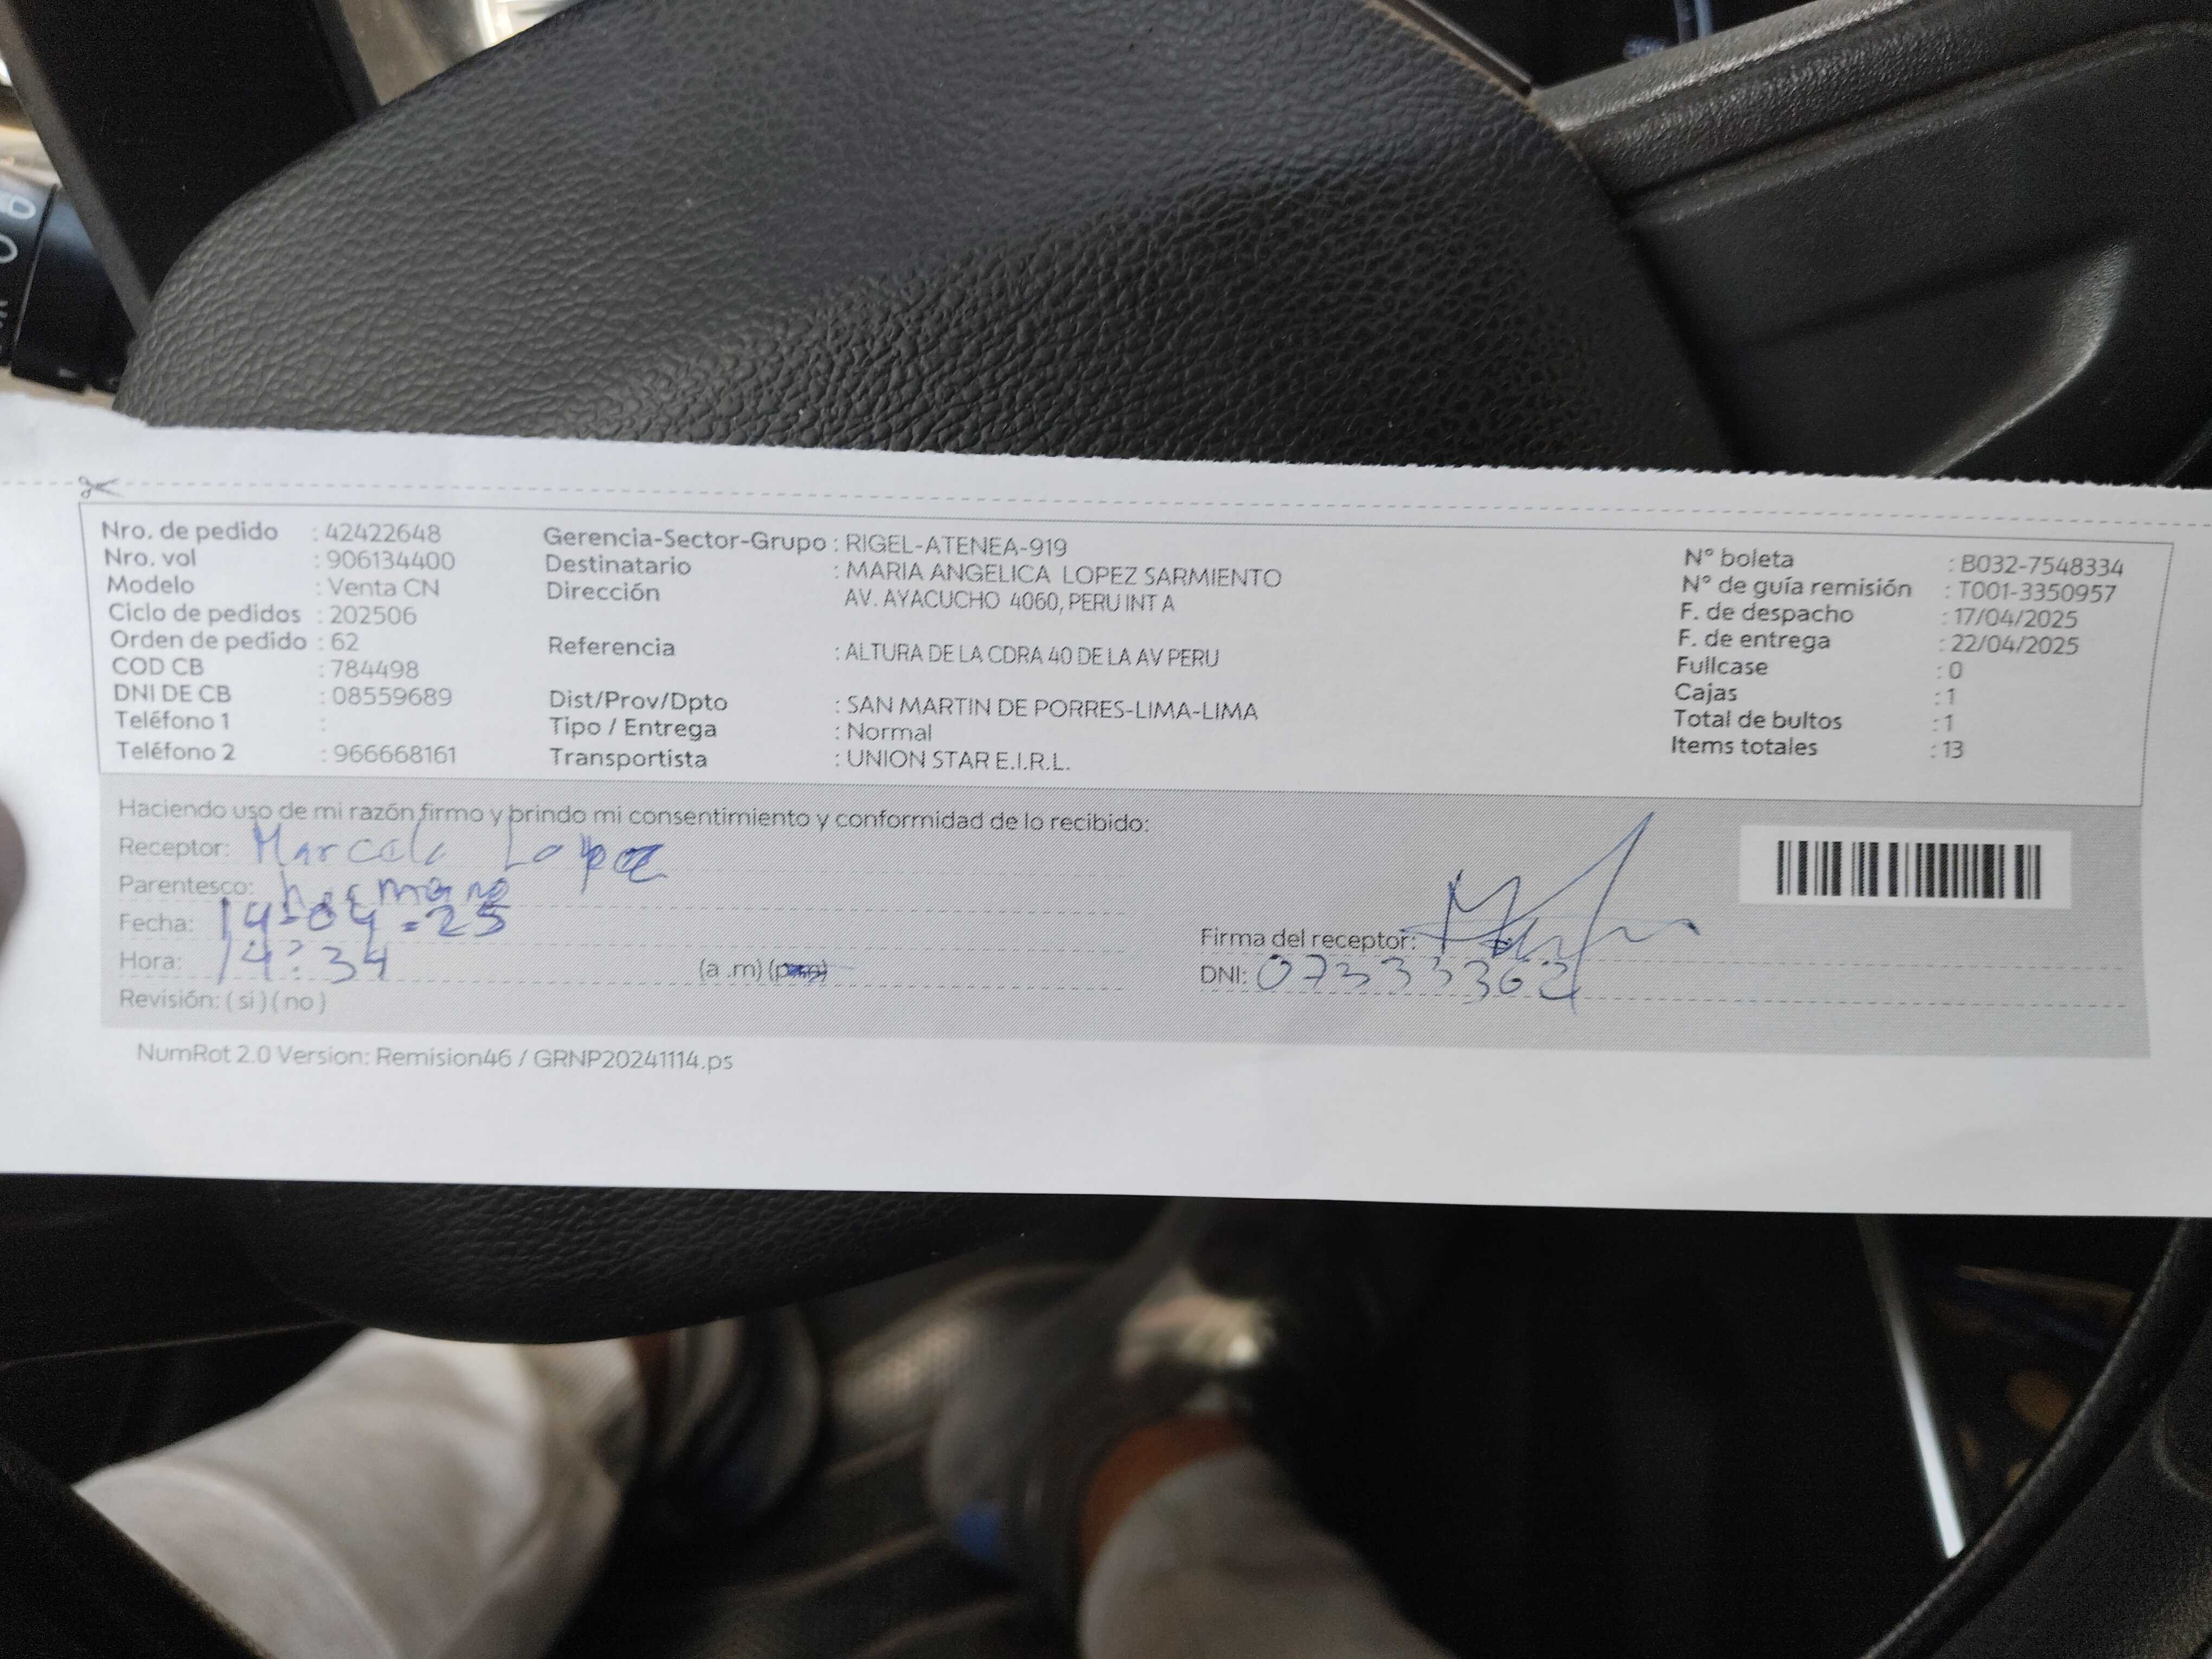 Nro. de pedido : 42422648
Nro. vol : 906134400
Modelo : Venta CN
Ciclo de pedidos : 202506
Orden de pedido : 62
COD CB : 784498
DNI DE CB : 08559689
Teléfono 1 :
Teléfono 2 : 966668161
Gerencia-Sector-Grupo : RIGEL-ATENEA-919
Destinatario : MARIA ANGELICA LOPEZ SARMIENTO
Dirección AV. AYACUCHO 4060, PERU INT A
Referencia : ALTURA DE LA CDRA 40 DE LA AV PERU
Dist/Prov/Dpto : SAN MARTIN DE PORRES-LIMA-LIMA
Tipo / Entrega : Normal
Transportista : UNION STAR E.I.R.L.
N° boleta : B032-7548334
N° de guía remisión : T001-3350957
F. de despacho : 17/04/2025
F. de entrega : 22/04/2025
Fullcase : 0
Cajas : 1
Total de bultos : 1
Items totales : 13
Haciendo uso de mi razón firmo y brindo mi consentimiento y conformidad de lo recibido:
Receptor: Lopez
Parentesco: hermano
Fecha: 14-04-25
Hora: 14:34 (a .m)
Revisión: ( si ) ( no )
Firma del receptor:
DNI: 07333362
NumRot 2.0 Version: Remision46 / GRNP20241114.ps